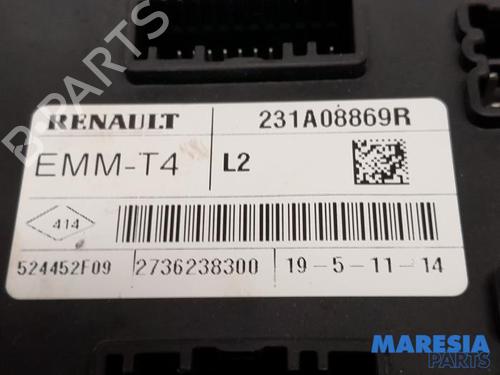 RENAULT 231A08869R
EMM-T4 L2
414
524452F09 2736238300 19-5-11-14
B-PARTS
MARESIA
PARTS